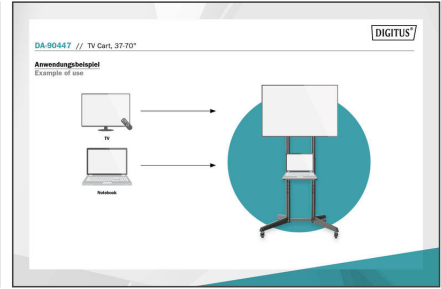 DIGITUS®
DA-90447 // TV Cart, 37-70"
Anwendungsbeispiel
Example of use
TV
Notebook